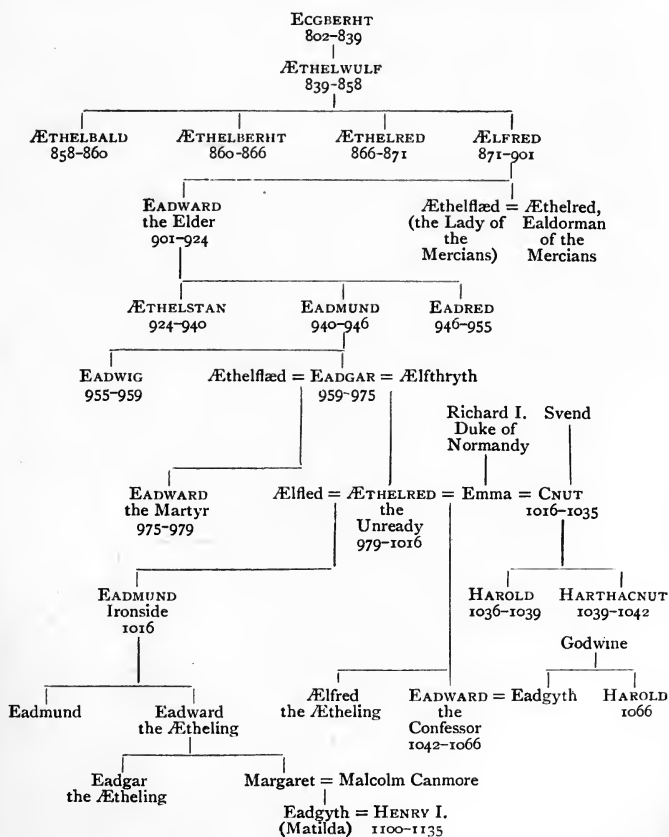 ECGBERHT
802-839
ÆTHELWULF
839-858
ÆTHELBALD ÆTHELBERHT ÆTHELRED ÆLFRED
858-860 860-866 866-871 871-901
EADWARD Æthelflæd = Æthelred,
the Elder (the Lady of Ealdorman
901-924 the of the
Mercians) Mercians
ÆTHELSTAN EADMUND EADRED
924-940 940-946 946-955
EADWIG Æthelflæd = EADGAR = Ælfthryth
955-959 959-975
Richard I. Svend
Duke of
Normandy
EADWARD Ælfled = ÆTHELRED = Emma = CNUT
the Martyr the 1016-1035
975-979 Unready
979-1016
EADMUND HAROLD HARTHACNUT
Ironside 1036-1039 1039-1042
1016
Godwine
Eadmund Eadward Ælfred EADWARD = Eadgyth HAROLD
the Ætheling the Ætheling the 1066
Confessor
1042-1066
Eadgar Margaret = Malcolm Canmore
the Ætheling
Eadgyth = HENRY I.
(Matilda) 1100-1135